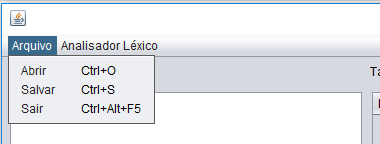 Arquivo Analisador Léxico
Abrir Ctrl+O
Salvar Ctrl+S
Sair Ctrl+Alt+F5